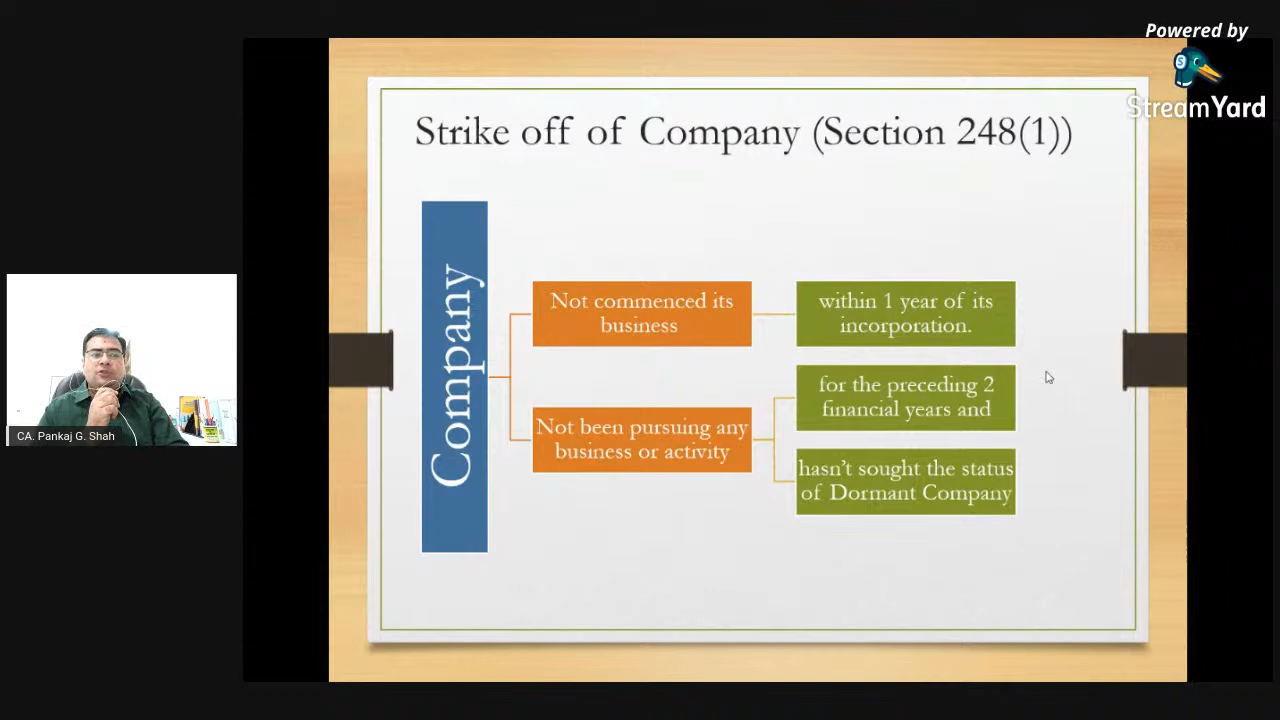 Powered by
StreamYard
Strike off of Company (Section 248(1))
Company
Not commenced its
business
within 1 year of its
incorporation.
Not been pursuing any
business or activity
for the preceding 2
financial years and
hasn't sought the status
of Dormant Company
CA. Pankaj G. Shah